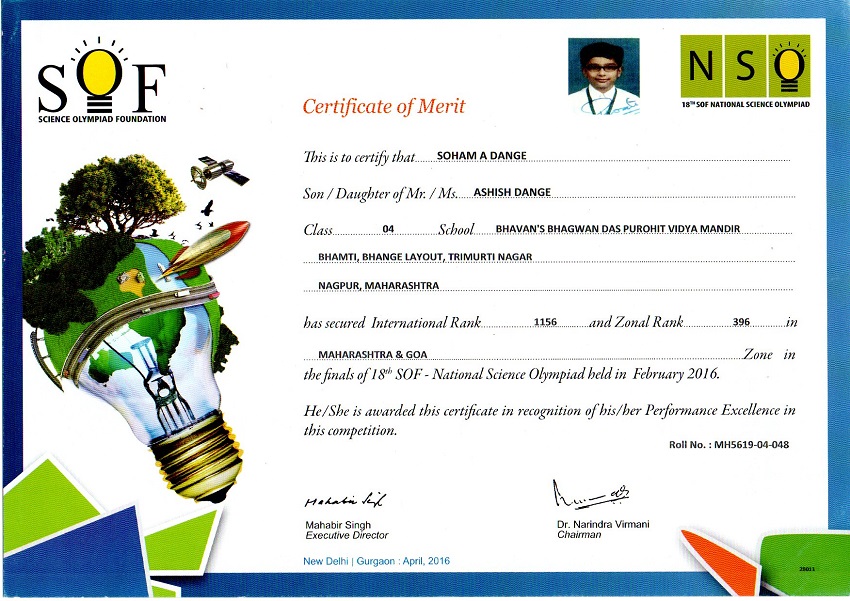 SOF
SCIENCE OLYMPIAD FOUNDATION
NSO
18TH SOF NATIONAL SCIENCE OLYMPIAD
Certificate of Merit
This is to certify that SOHAM A DANGE
Son / Daughter of Mr. / Ms. ASHISH DANGE
Class 04 School BHAVAN'S BHAGWAN DAS PUROHIT VIDYA MANDIR
BHAMTI, BHANGE LAYOUT, TRIMURTI NAGAR
NAGPUR, MAHARASHTRA
has secured International Rank 1156 and Zonal Rank 396 in
MAHARASHTRA & GOA Zone in
the finals of 18th SOF - National Science Olympiad held in February 2016.
He/She is awarded this certificate in recognition of his/her Performance Excellence in
this competition.
Roll No. : MH5619-04-048
Mahabir Singh
Mahabir Singh
Executive Director
Dr. Narindra Virmani
Chairman
New Delhi | Gurgaon : April, 2016